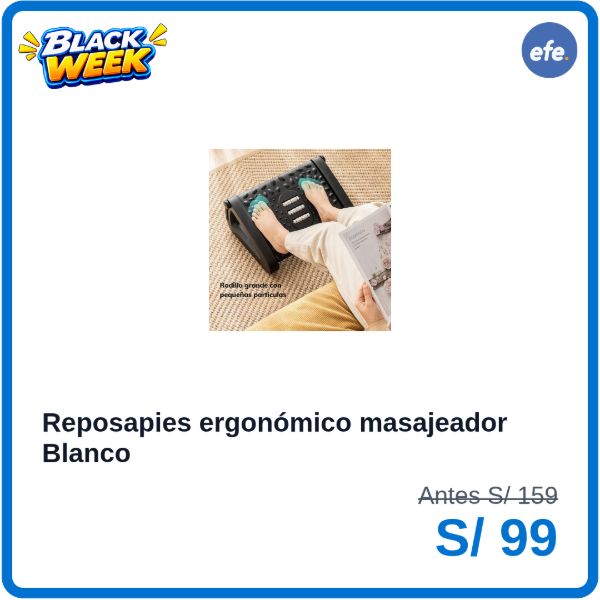 BLACK
WEEK
efe.
Rodillo grande con
pequeñas partículas
Reposapies ergonómico masajeador
Blanco
Antes S/ 159
S/ 99